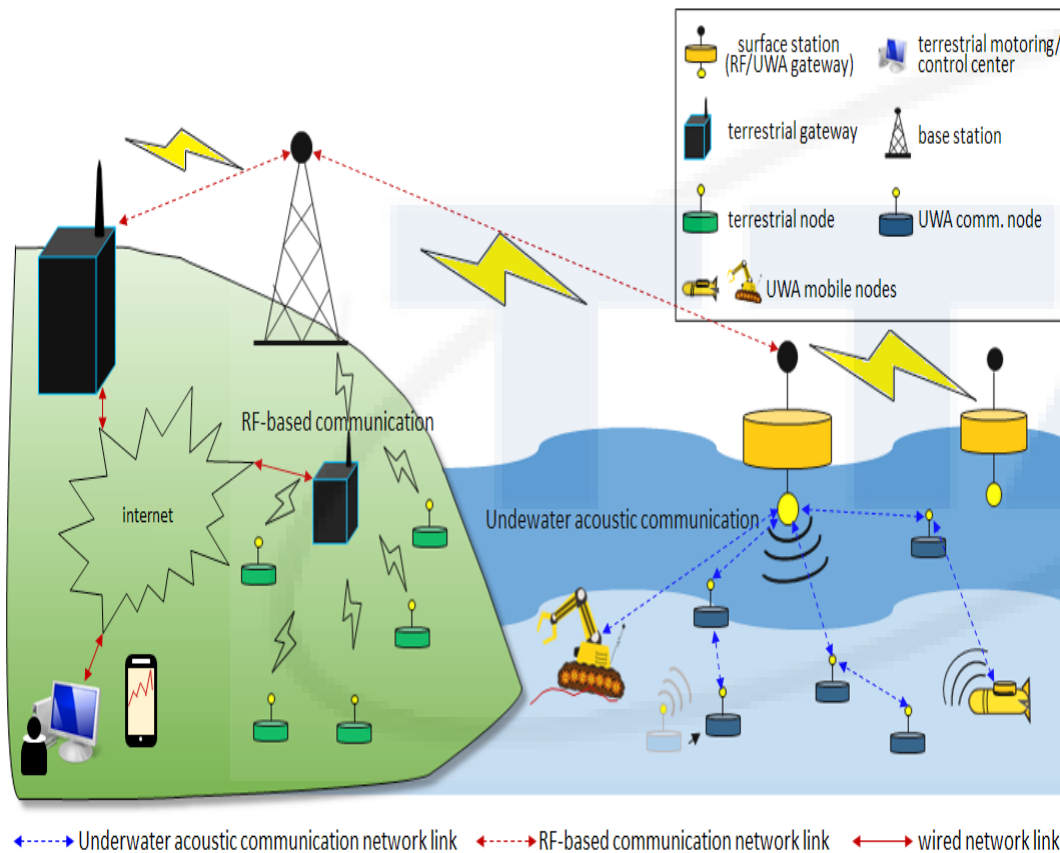 surface station
(RF/UWA gateway)
terrestrial motoring/
control center
terrestrial gateway
base station
terrestrial node
UWA comm. node
UWA mobile nodes
RF-based communication
internet
Undewater acoustic communication
Underwater acoustic communication network link
RF-based communication network link
wired network link